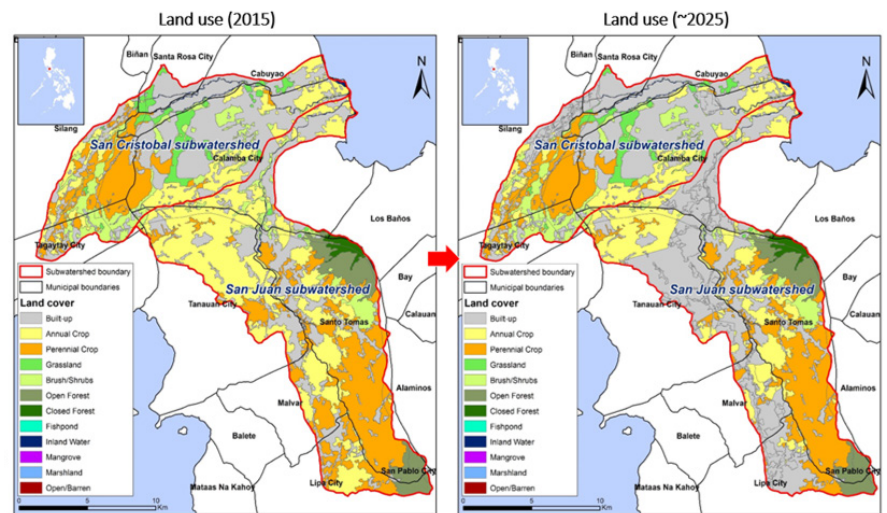 Land use (2015)
Land use (~2025)
N
Biñan
Santa Rosa City
Cabuyao
Silang
San Cristobal subwatershed
Calamba City
Los Baños
Tagaytay City
Bay
San Juan subwatershed
Calauan
Tanauan City
Santo Tomas
Alaminos
Malvar
Balete
San Pablo City
Lipa City
Mataas Na Kahoy
Subwatershed boundary
Municipal boundaries
Land cover
Built-up
Annual Crop
Perennial Crop
Grassland
Brush/Shrubs
Open Forest
Closed Forest
Fishpond
Inland Water
Mangrove
Marshland
Open/Barren
0 5 10
Km
N
Biñan
Santa Rosa City
Cabuyao
Silang
San Cristobal subwatershed
Calamba City
Los Baños
Tagaytay City
Bay
San Juan subwatershed
Calauan
Tanauan City
Santo Tomas
Alaminos
Malvar
Balete
San Pablo City
Lipa City
Mataas Na Kahoy
Subwatershed boundary
Municipal boundaries
Land cover
Built-up
Annual Crop
Perennial Crop
Grassland
Brush/Shrubs
Open Forest
Closed Forest
Fishpond
Inland Water
Mangrove
Marshland
Open/Barren
0 5 10
Km